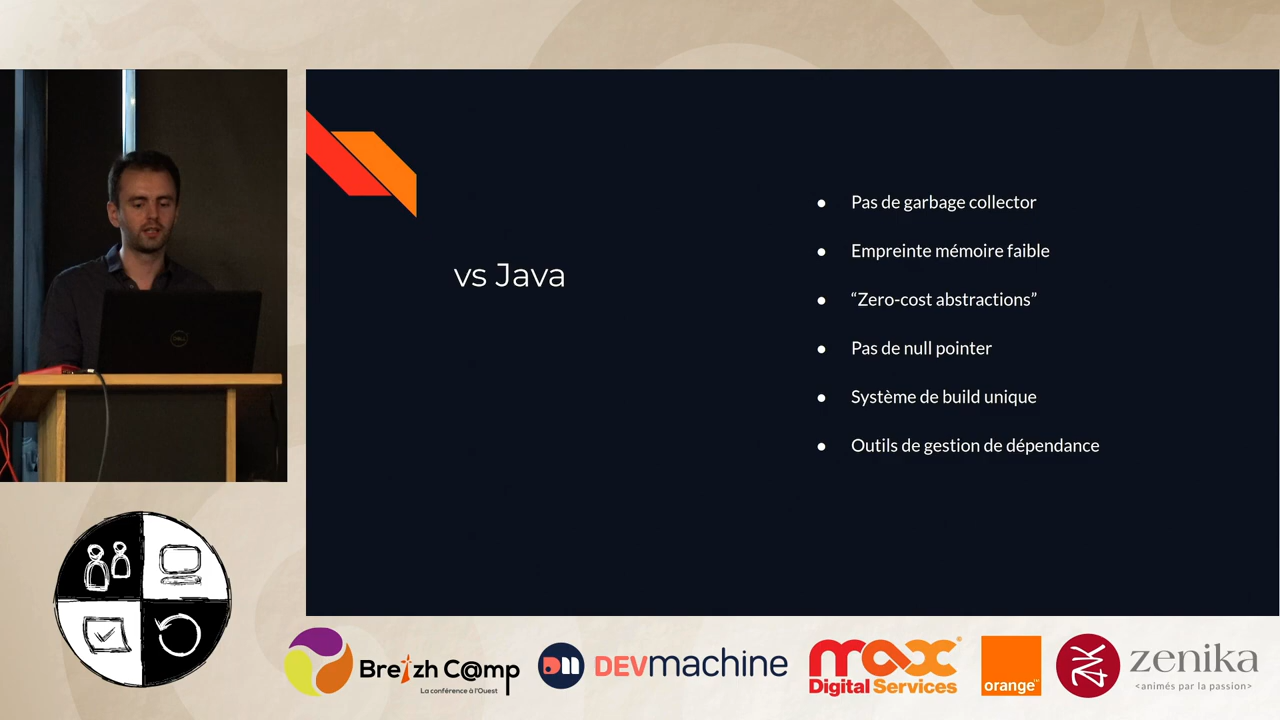 vs Java
● Pas de garbage collector
● Empreinte mémoire faible
● “Zero-cost abstractions”
● Pas de null pointer
● Système de build unique
● Outils de gestion de dépendance
Breizh C@mp
La conférence à l'Ouest
DEVmachine
max
Digital Services
orange™
zenika
<animés par la passion>